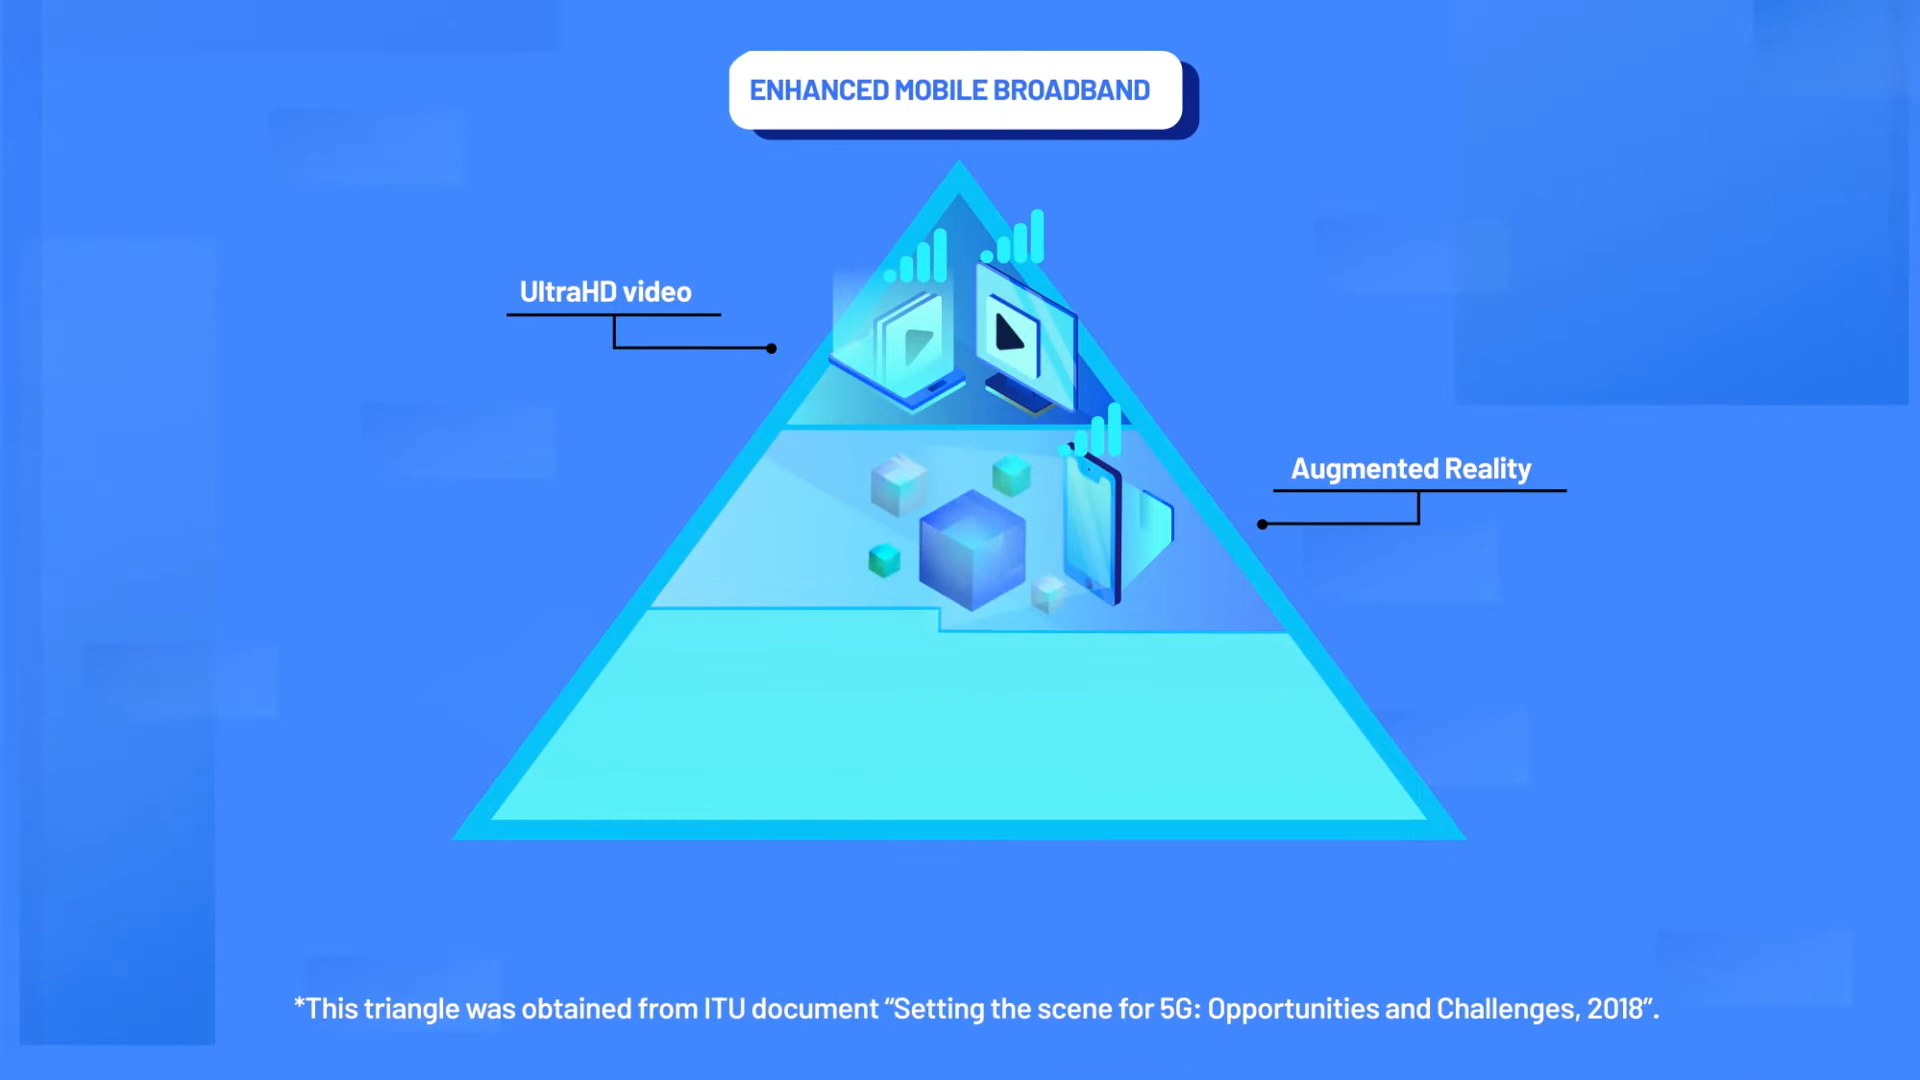 ENHANCED MOBILE BROADBAND
UltraHD video
Augmented Reality
*This triangle was obtained from ITU document “Setting the scene for 5G: Opportunities and Challenges, 2018”.